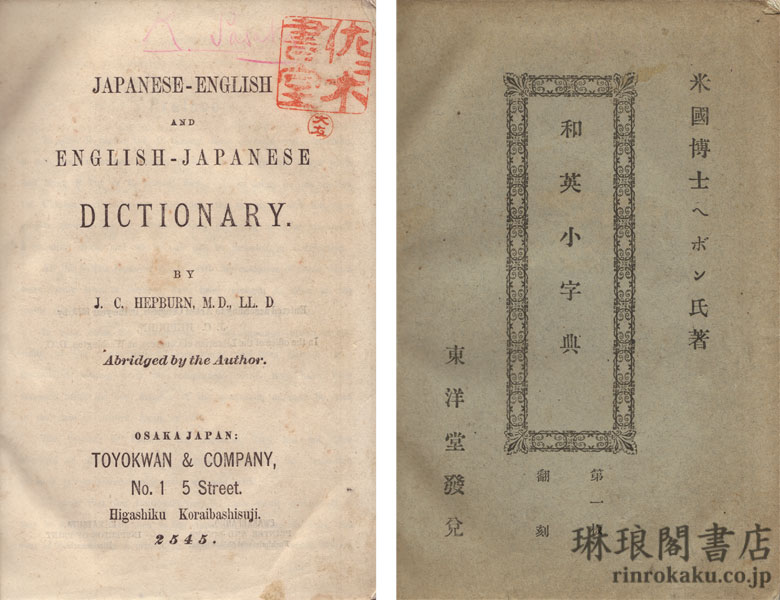 JAPANESE-ENGLISH
AND
ENGLISH-JAPANESE
DICTIONARY.
BY
J. C. HEPBURN, M.D., LL. D
Abridged by the Author.
OSAKA JAPAN:
TOYOKWAN & COMPANY,
No. 1 5 Street.
Higashiku Koraibashisuji.
2545.
書室
米國博士ヘボン氏著
和英小字典
第一
翻刻
東洋堂發兌
琳琅閣書店
rinrokaku.co.jp